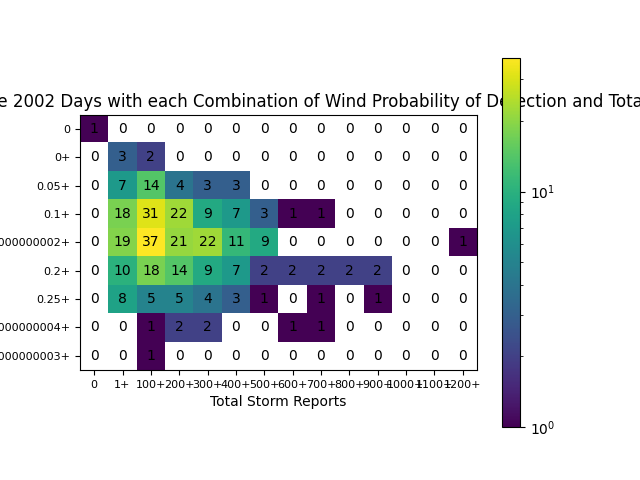 e 2002 Days with each Combination of Wind Probability of De ection and Tota
0 1 0 0 0 0 0 0 0 0 0 0 0 0 0
0+ 0 3 2 0 0 0 0 0 0 0 0 0 0 0
0.05+ 0 7 14 4 3 3 0 0 0 0 0 0 0 0
0.1+ 0 18 31 22 9 7 3 1 1 0 0 0 0 0
000000002+ 0 19 37 21 22 11 9 0 0 0 0 0 0 1
0.2+ 0 10 18 14 9 7 2 2 2 2 2 0 0 0
0.25+ 0 8 5 5 4 3 1 0 1 0 1 0 0 0
000000004+ 0 0 1 2 2 0 0 1 1 0 0 0 0 0
000000003+ 0 0 1 0 0 0 0 0 0 0 0 0 0 0
0 1+ 100+ 200+ 300+ 400+ 500+ 600+ 700+ 800+ 900+ 1000+ 1100+ 1200+
Total Storm Reports
10¹
10⁰